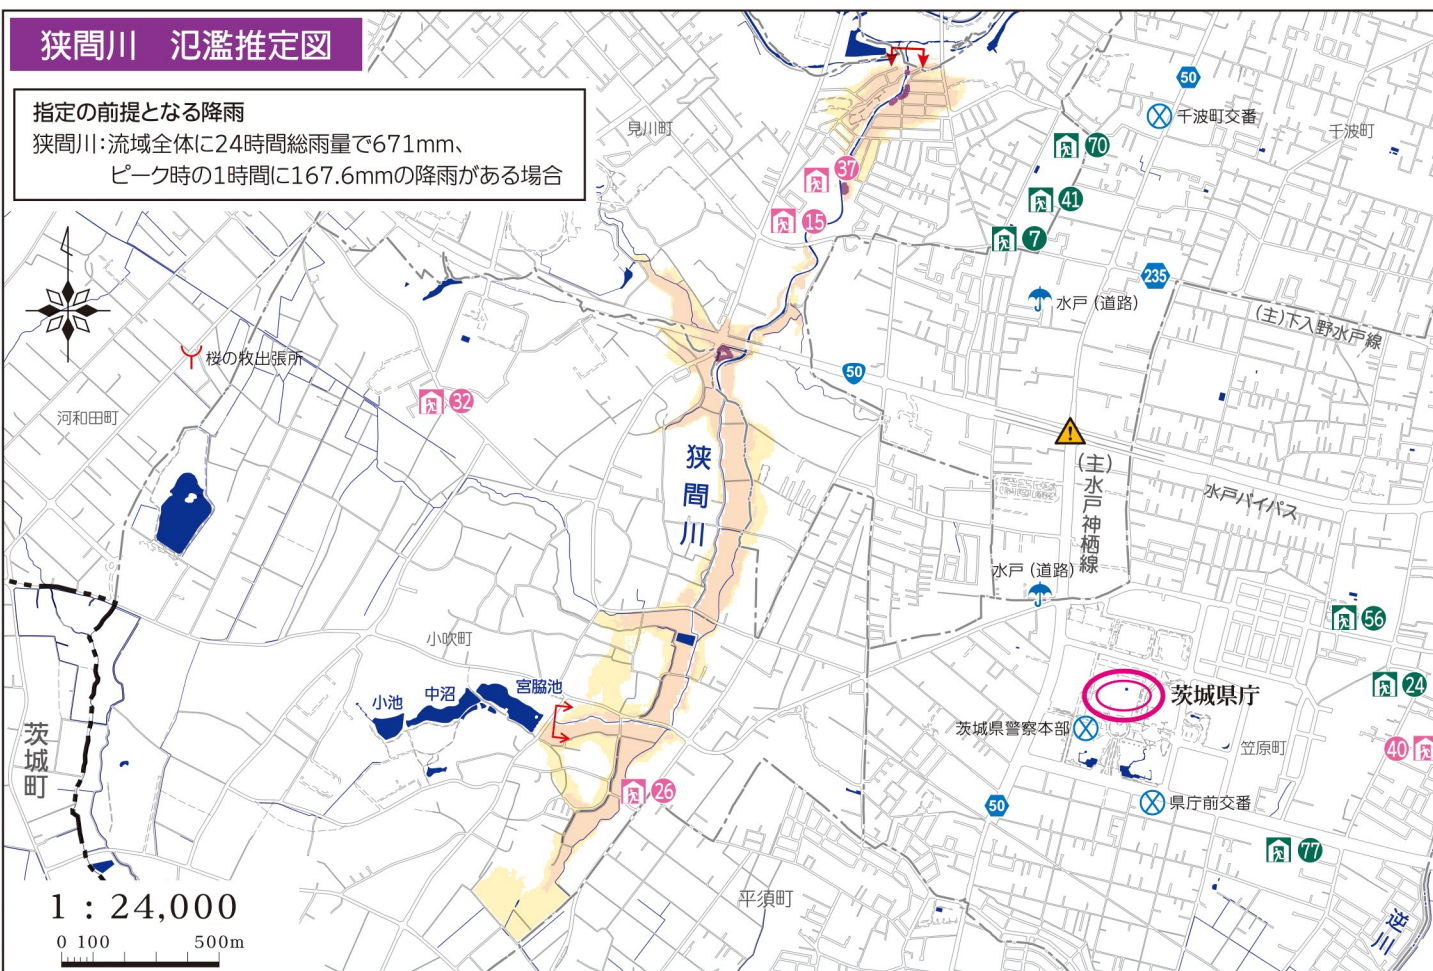 狭間川 氾濫推定図
指定の前提となる降雨
狭間川：流域全体に24時間総雨量で671mm、
ピーク時の1時間に167.6mmの降雨がある場合
見川町
50
千波町交番
千波町
70
37
41
15
7
235
水戸（道路）
(主)下入野水戸線
桜の牧出張所
50
32
河和田町
狭間川
(主)水戸神栖線
水戸バイパス
水戸（道路）
56
小吹町
小池
中沼
宮脇池
24
茨城県庁
茨城県警察本部
笠原町
40
茨城町
26
50
県庁前交番
77
平須町
逆川
1：24,000
0 100 500m